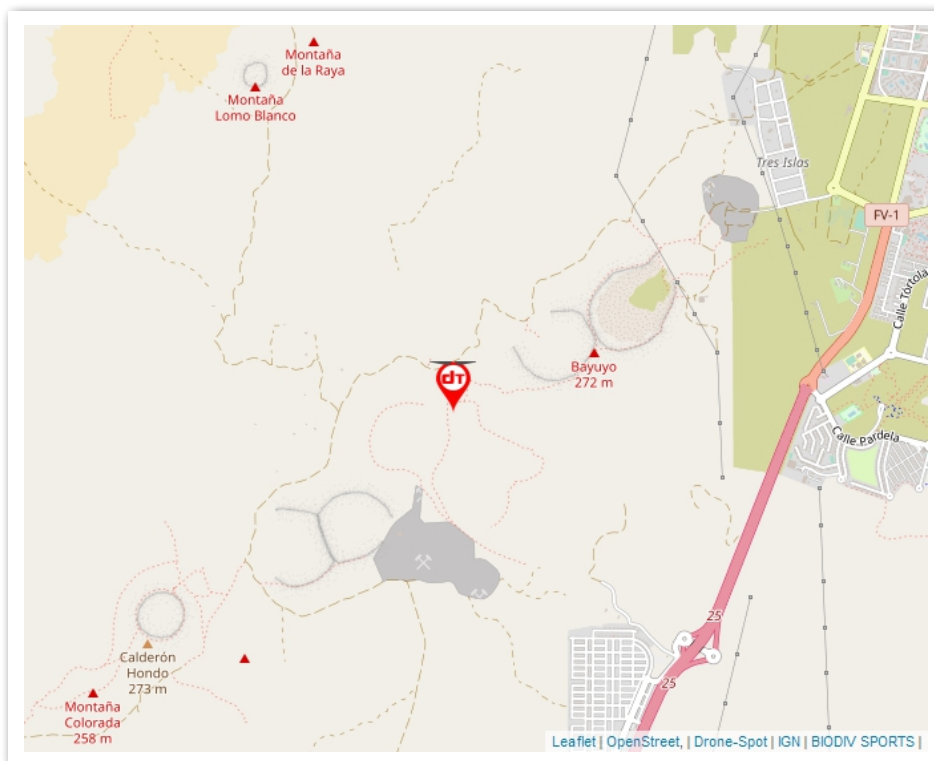 Montaña
de la Raya
Montaña
Lomo Blanco
Tres Islas
FV-1
Calle Tórtola
Bayuyo
272 m
dT
Calle Pardela
25
25
Calderón
Hondo
273 m
Montaña
Colorada
258 m
Leaflet | OpenStreet, | Drone-Spot | IGN | BIODIV SPORTS |